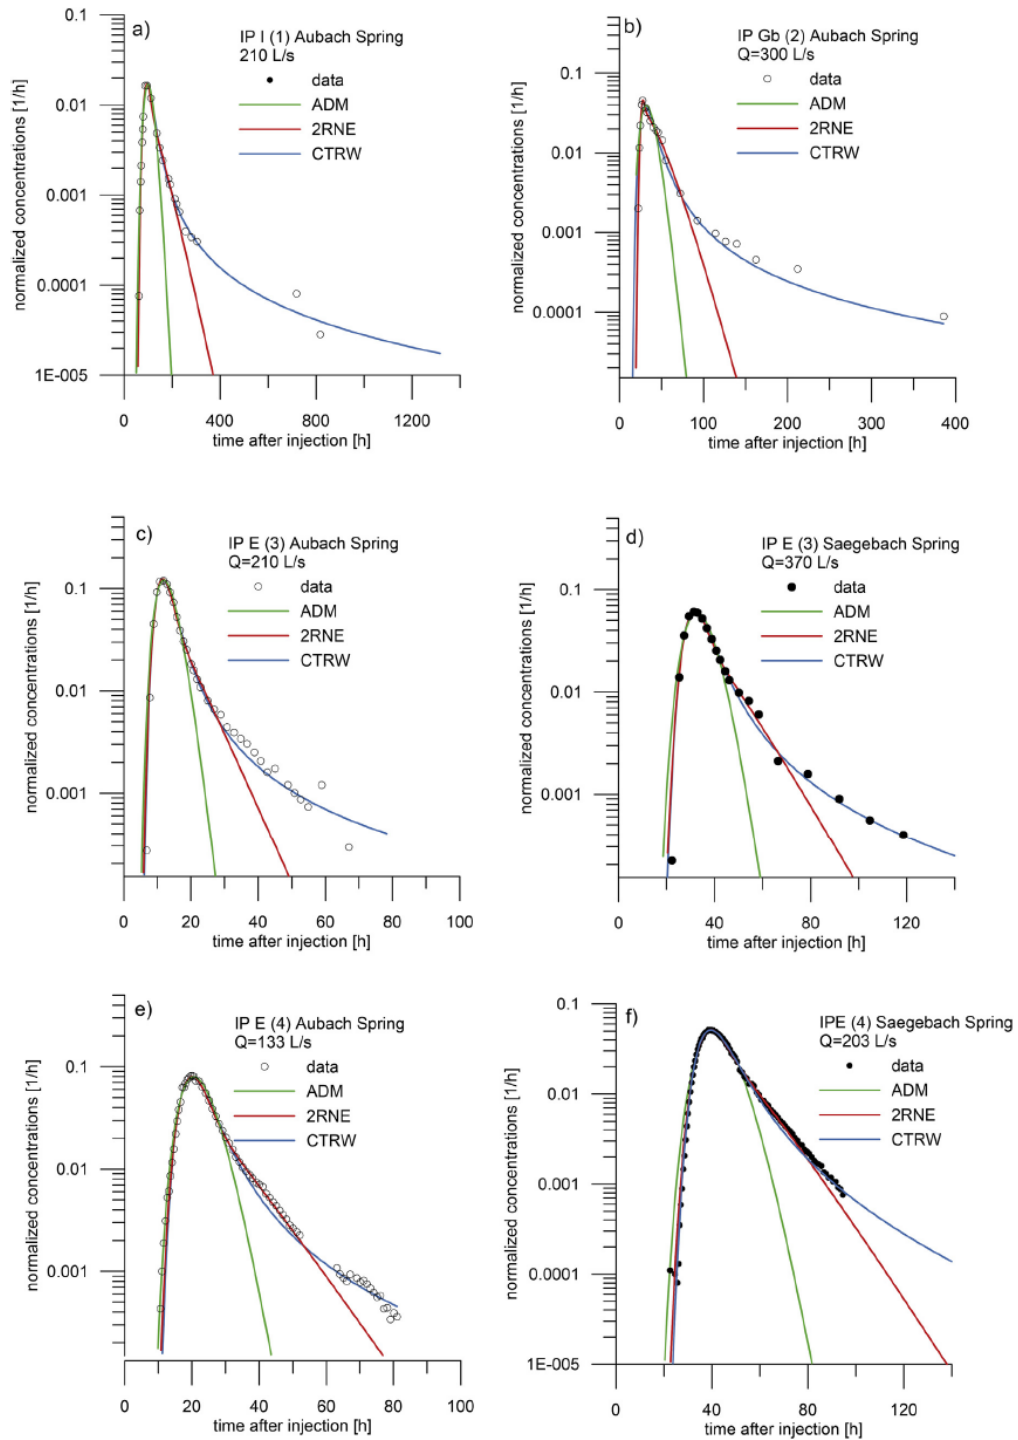 a)
IP I (1) Aubach Spring
210 L/s
data
ADM
2RNE
CTRW
normalized concentrations [1/h]
0.1
0.01
0.001
0.0001
1E-005
0 400 800 1200
time after injection [h]
b)
IP Gb (2) Aubach Spring
Q=300 L/s
data
ADM
2RNE
CTRW
normalized concentrations [1/h]
0.1
0.01
0.001
0.0001
0 100 200 300 400
time after injection [h]
c)
IP E (3) Aubach Spring
Q=210 L/s
data
ADM
2RNE
CTRW
normalized concentrations [1/h]
0.1
0.01
0.001
0 20 40 60 80 100
time after injection [h]
d)
IP E (3) Saegebach Spring
Q=370 L/s
data
ADM
2RNE
CTRW
normalized concentrations [1/h]
0.1
0.01
0.001
0 40 80 120
time after injection [h]
e)
IP E (4) Aubach Spring
Q=133 L/s
data
ADM
2RNE
CTRW
normalized concentrations [1/h]
0.1
0.01
0.001
0 20 40 60 80 100
time after injection [h]
f)
IPE (4) Saegebach Spring
Q=203 L/s
data
ADM
2RNE
CTRW
normalized concentrations [1/h]
0.1
0.01
0.001
0.0001
1E-005
0 40 80 120
time after injection [h]